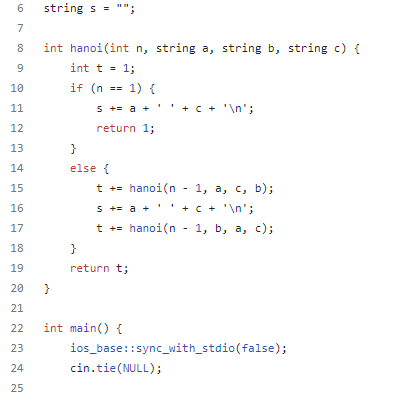 6 string s = "";
7
8 int hanoi(int n, string a, string b, string c) {
9     int t = 1;
10     if (n == 1) {
11         s += a + ' ' + c + '\n';
12         return 1;
13     }
14     else {
15         t += hanoi(n - 1, a, c, b);
16         s += a + ' ' + c + '\n';
17         t += hanoi(n - 1, b, a, c);
18     }
19     return t;
20 }
21
22 int main() {
23     ios_base::sync_with_stdio(false);
24     cin.tie(NULL);
25